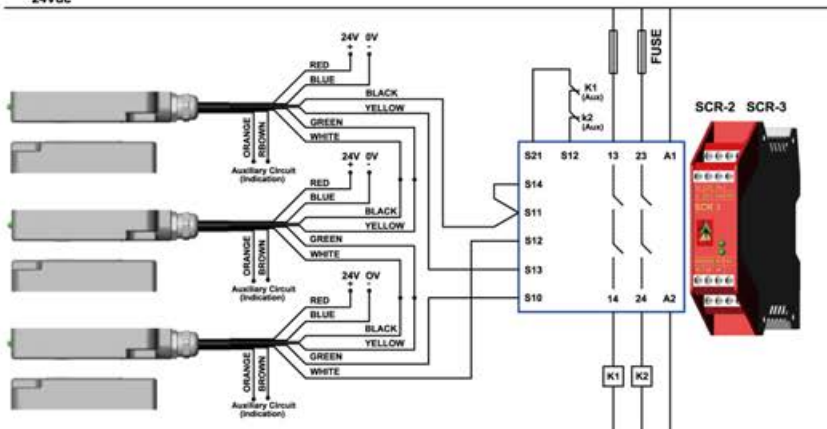 24Vdc
24V 0V
+ -
RED
BLUE
BLACK
YELLOW
GREEN
WHITE
ORANGE
RBOWN
Auxiliary Circuit
(Indication)
24V 0V
+ -
RED
BLUE
BLACK
YELLOW
GREEN
WHITE
ORANGE
BROWN
Auxiliary Circuit
(Indication)
24V OV
+ -
RED
BLUE
BLACK
YELLOW
GREEN
WHITE
ORANGE
BROWN
Auxiliary Circuit
(Indication)
FUSE
K1
(Aux)
k2
(Aux)
S21 S12 13 23 A1
S14
S11
S12
S13
S10 14 24 A2
K1 K2
SCR-2 SCR-3